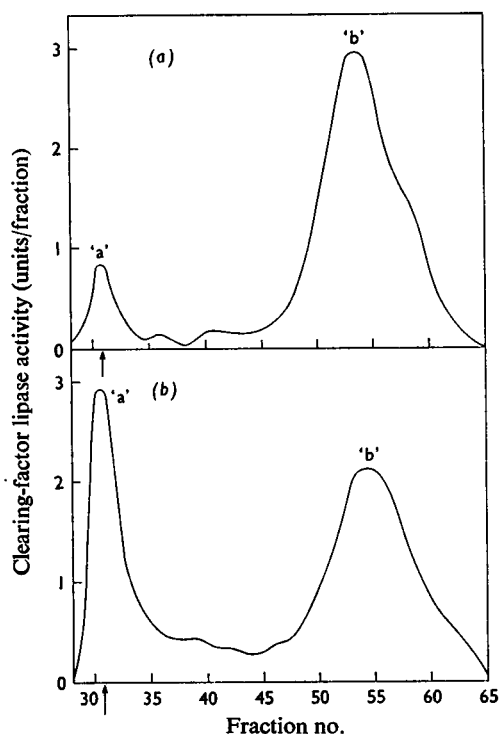 Clearing-factor lipase activity (units/fraction)
(a)
'a'
'b'
3
2
1
0
(b)
'a'
'b'
3
2
1
0
30 35 40 45 50 55 60 65
Fraction no.